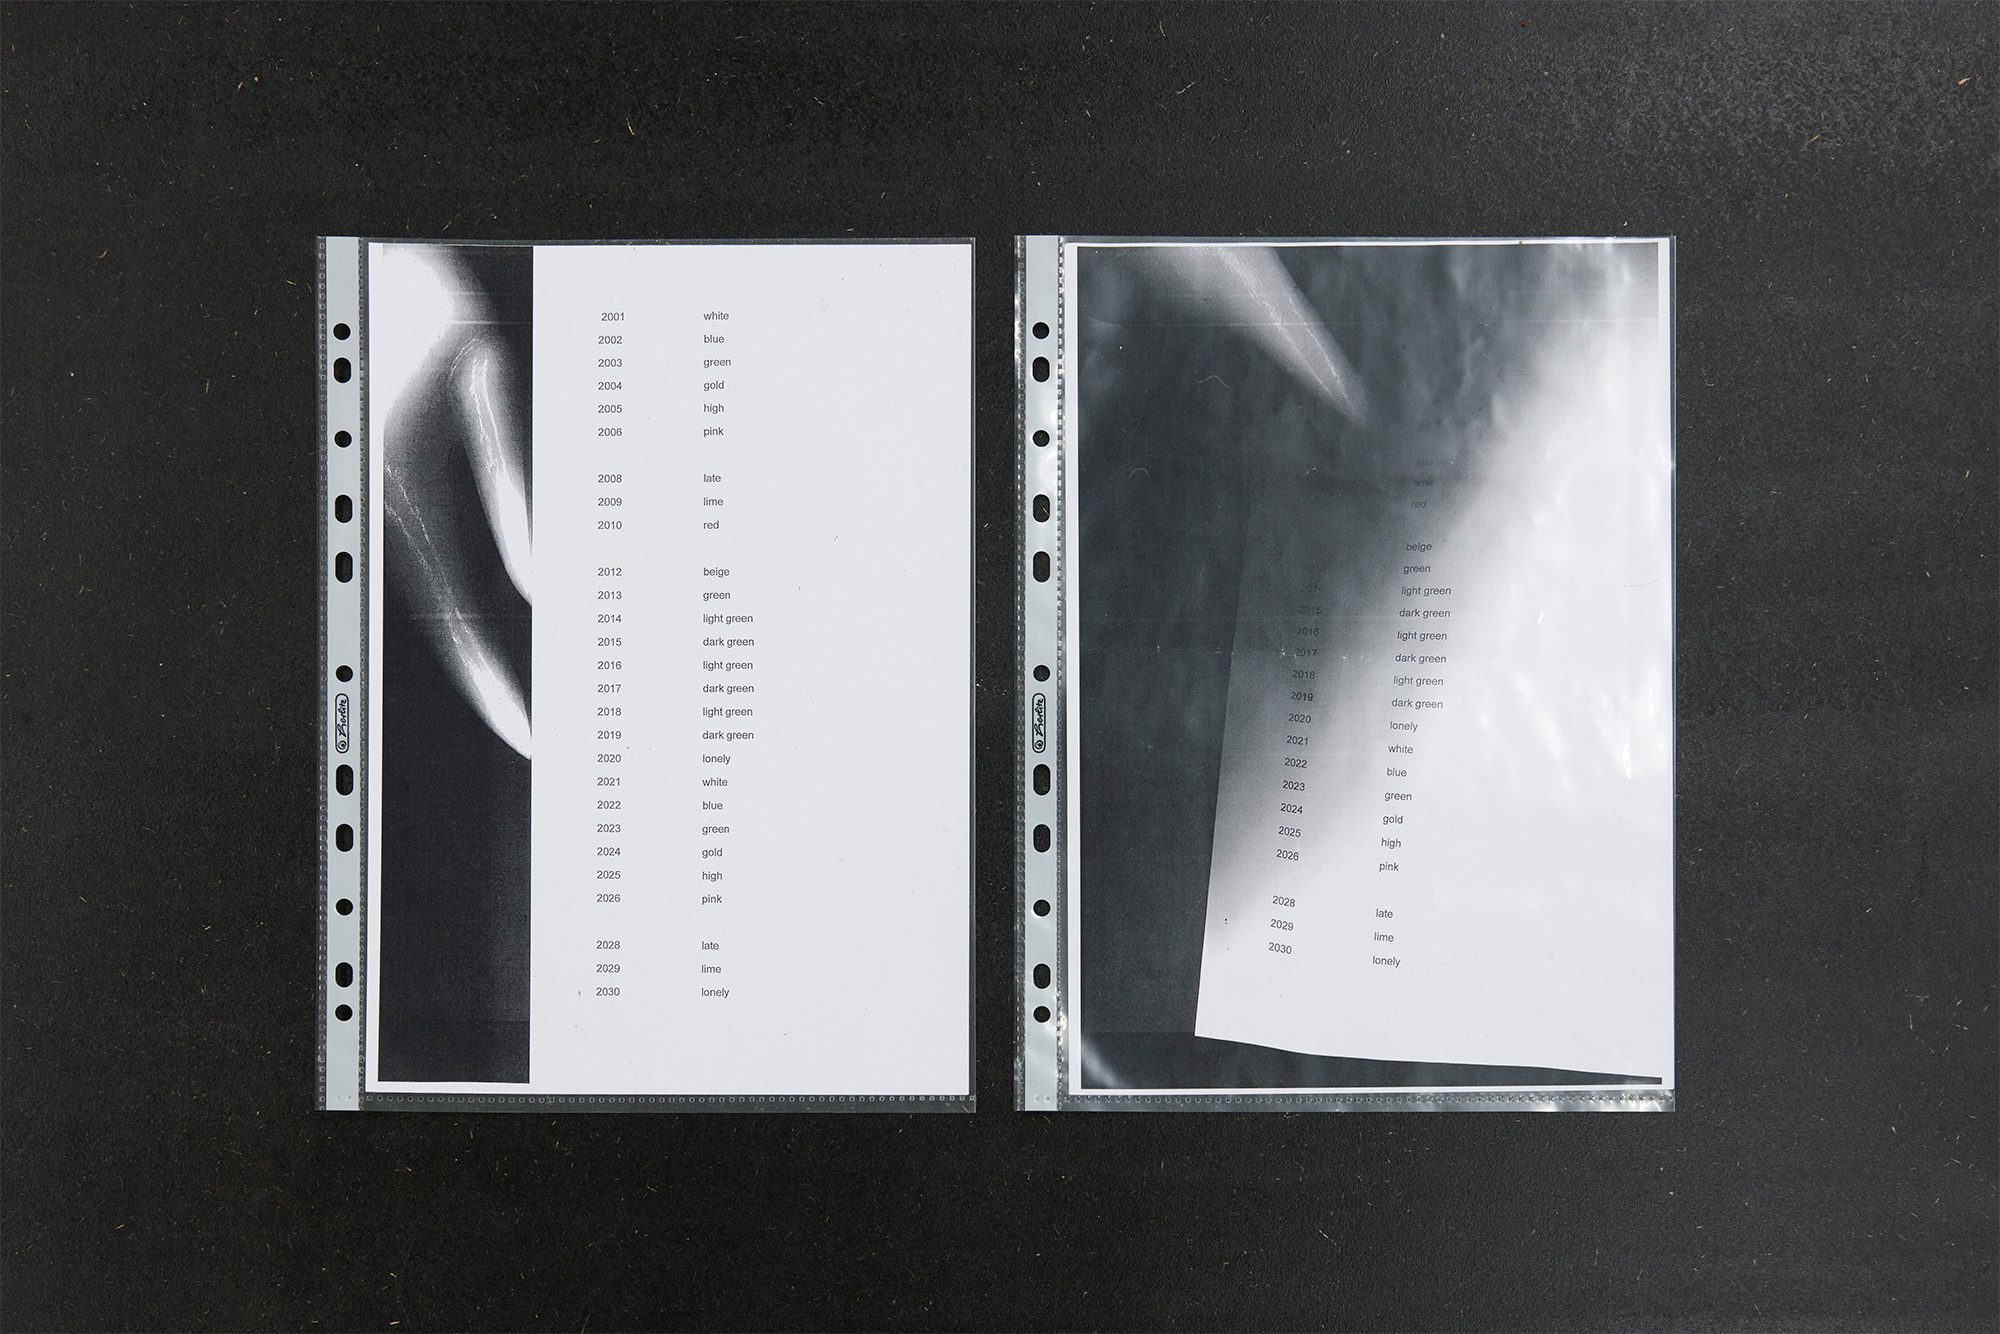 2001 white
2002 blue
2003 green
2004 gold
2005 high
2006 pink
2008 late
2009 lime
2010 red
2012 beige
2013 green
2014 light green
2015 dark green
2016 light green
2017 dark green
2018 light green
2019 dark green
2020 lonely
2021 white
2022 blue
2023 green
2024 gold
2025 high
2026 pink
2028 late
2029 lime
2030 lonely
Herlitz
lime
red
beige
green
2014 light green
2015 dark green
2016 light green
2017 dark green
2018 light green
2019 dark green
2020 lonely
2021 white
2022 blue
2023 green
2024 gold
2025 high
2026 pink
2028 late
2029 lime
2030 lonely
Herlitz